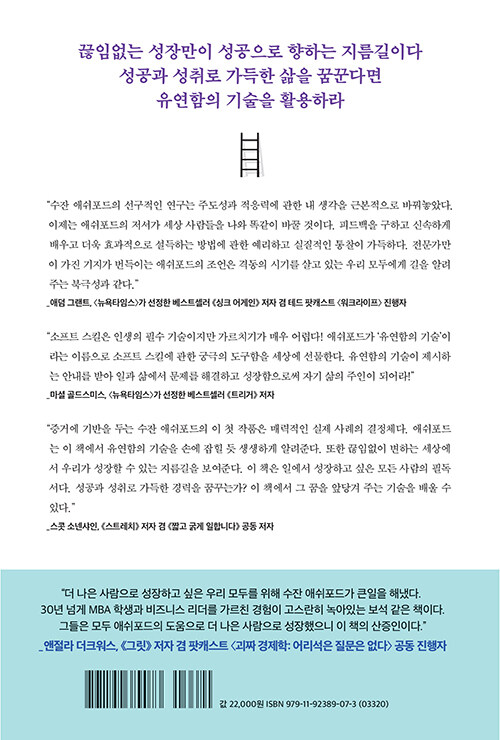 끊임없는 성장만이 성공으로 향하는 지름길이다
성공과 성취로 가득한 삶을 꿈꾼다면
유연함의 기술을 활용하라
“수잔 애쉬포드의 선구적인 연구는 주도성과 적응력에 관한 내 생각을 근본적으로 바꿔놓았다.
이제는 애쉬포드의 저서가 세상 사람들을 나와 똑같이 바꿀 것이다. 피드백을 구하고 신속하게
배우고 더욱 효과적으로 설득하는 방법에 관한 예리하고 실질적인 통찰이 가득하다. 전문가만
이 가진 기지가 번득이는 애쉬포드의 조언은 격동의 시기를 살고 있는 우리 모두에게 길을 알려
주는 북극성과 같다.”
_애덤 그랜트, 〈뉴욕타임스〉가 선정한 베스트셀러 《싱크 어게인》 저자 겸 테드 팟캐스트 〈워크라이프〉 진행자
“소프트 스킬은 인생의 필수 기술이지만 가르치기가 매우 어렵다! 애쉬포드가 ‘유연함의 기술’이
라는 이름으로 소프트 스킬에 관한 궁극의 도구함을 세상에 선물한다. 유연함의 기술이 제시하
는 안내를 받아 일과 삶에서 문제를 해결하고 성장함으로써 자기 삶의 주인이 되어라!”
_마셜 골드스미스, 〈뉴욕타임스〉가 선정한 베스트셀러 《트리거》 저자
“증거에 기반을 두는 수잔 애쉬포드의 이 첫 작품은 매력적인 실제 사례의 결정체다. 애쉬포드
는 이 책에서 유연함의 기술을 손에 잡힐 듯 생생하게 알려준다. 또한 끊임없이 변하는 세상에
서 우리가 성장할 수 있는 지름길을 보여준다. 이 책은 일에서 성장하고 싶은 모든 사람의 필독
서다. 성공과 성취로 가득한 경력을 꿈꾸는가? 이 책에서 그 꿈을 앞당겨 주는 기술을 배울 수
있다.”
_스콧 소넨샤인, 《스트레치》 저자 겸 《짧고 굵게 일합니다》 공동 저자
“더 나은 사람으로 성장하고 싶은 우리 모두를 위해 수잔 애쉬포드가 큰일을 해냈다.
30년 넘게 MBA 학생과 비즈니스 리더를 가르친 경험이 고스란히 녹아있는 보석 같은 책이다.
그들은 모두 애쉬포드의 도움으로 더 나은 사람으로 성장했으니 이 책의 산증인이다.”
_앤절라 더크워스, 《그릿》 저자 겸 팟캐스트 〈괴짜 경제학: 어리석은 질문은 없다〉 공동 진행자
값 22,000원 ISBN 979-11-92389-07-3 (03320)